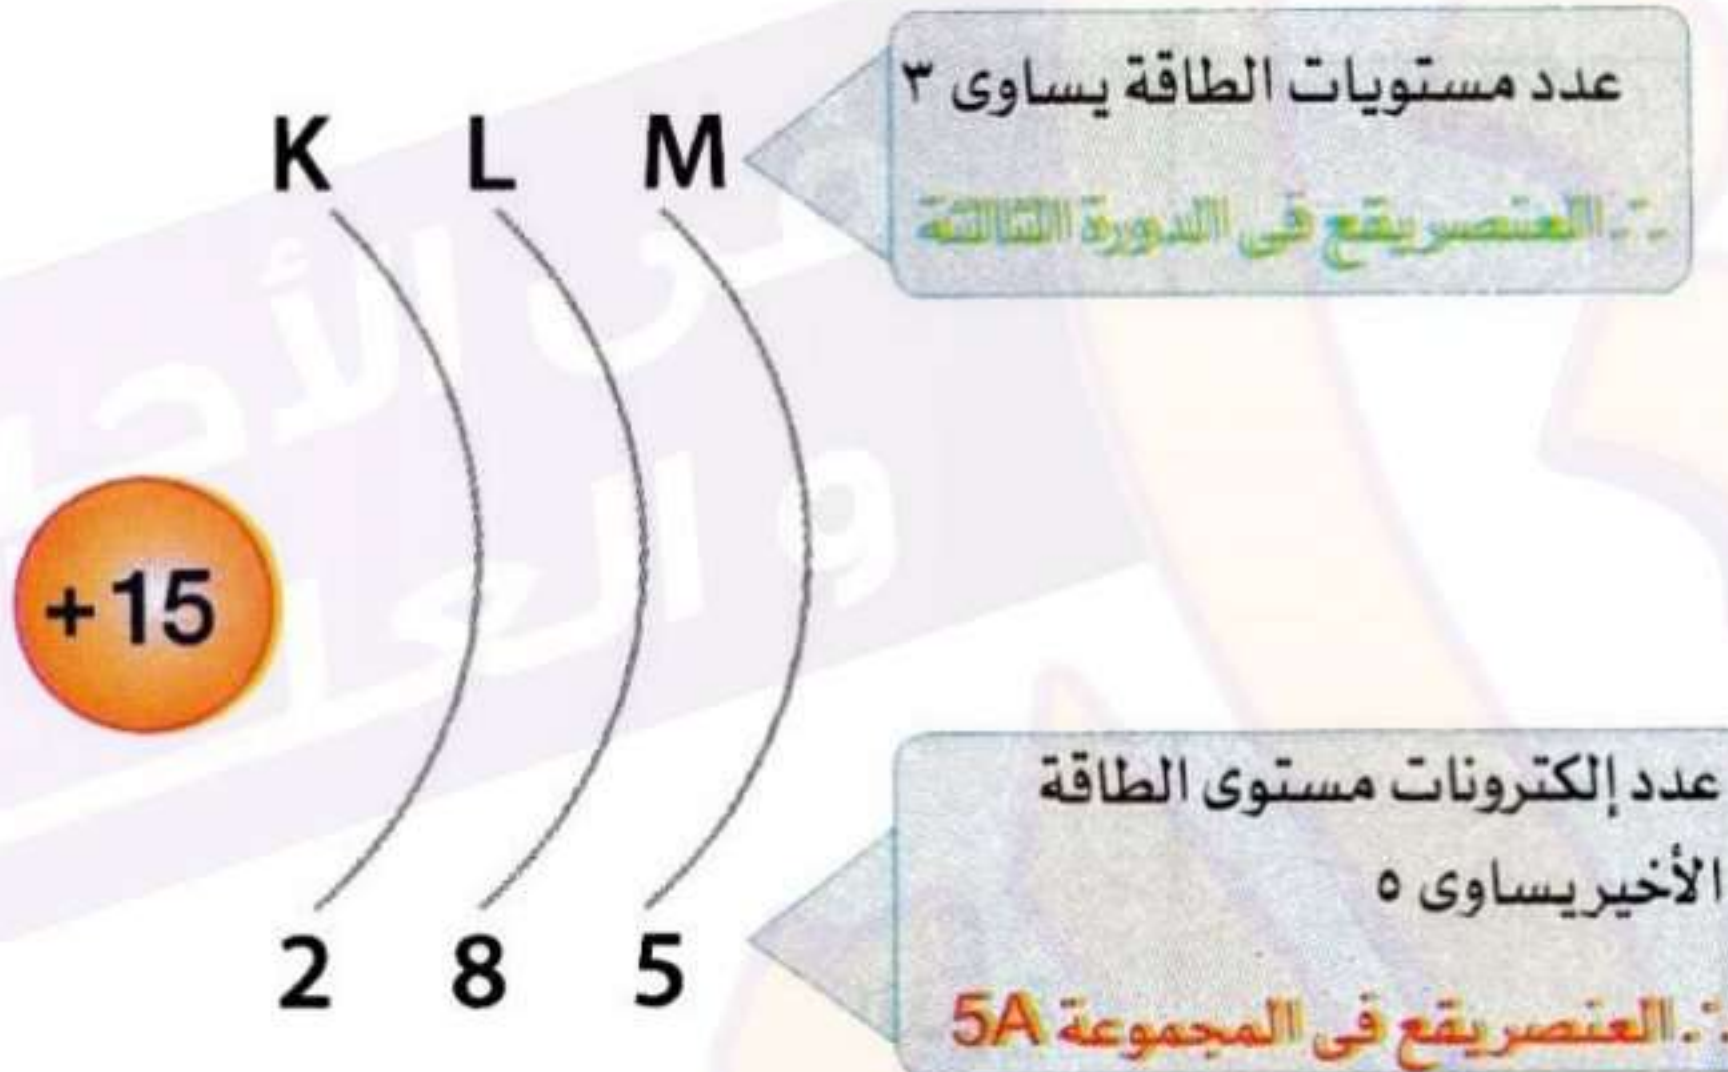 عدد مستويات الطاقة يساوى ٣
∴ العنصر يقع فى الدورة الثالثة
K L M
+15
2 8 5
عدد إلكترونات مستوى الطاقة
الأخير يساوى ٥
∴ العنصر يقع فى المجموعة 5A